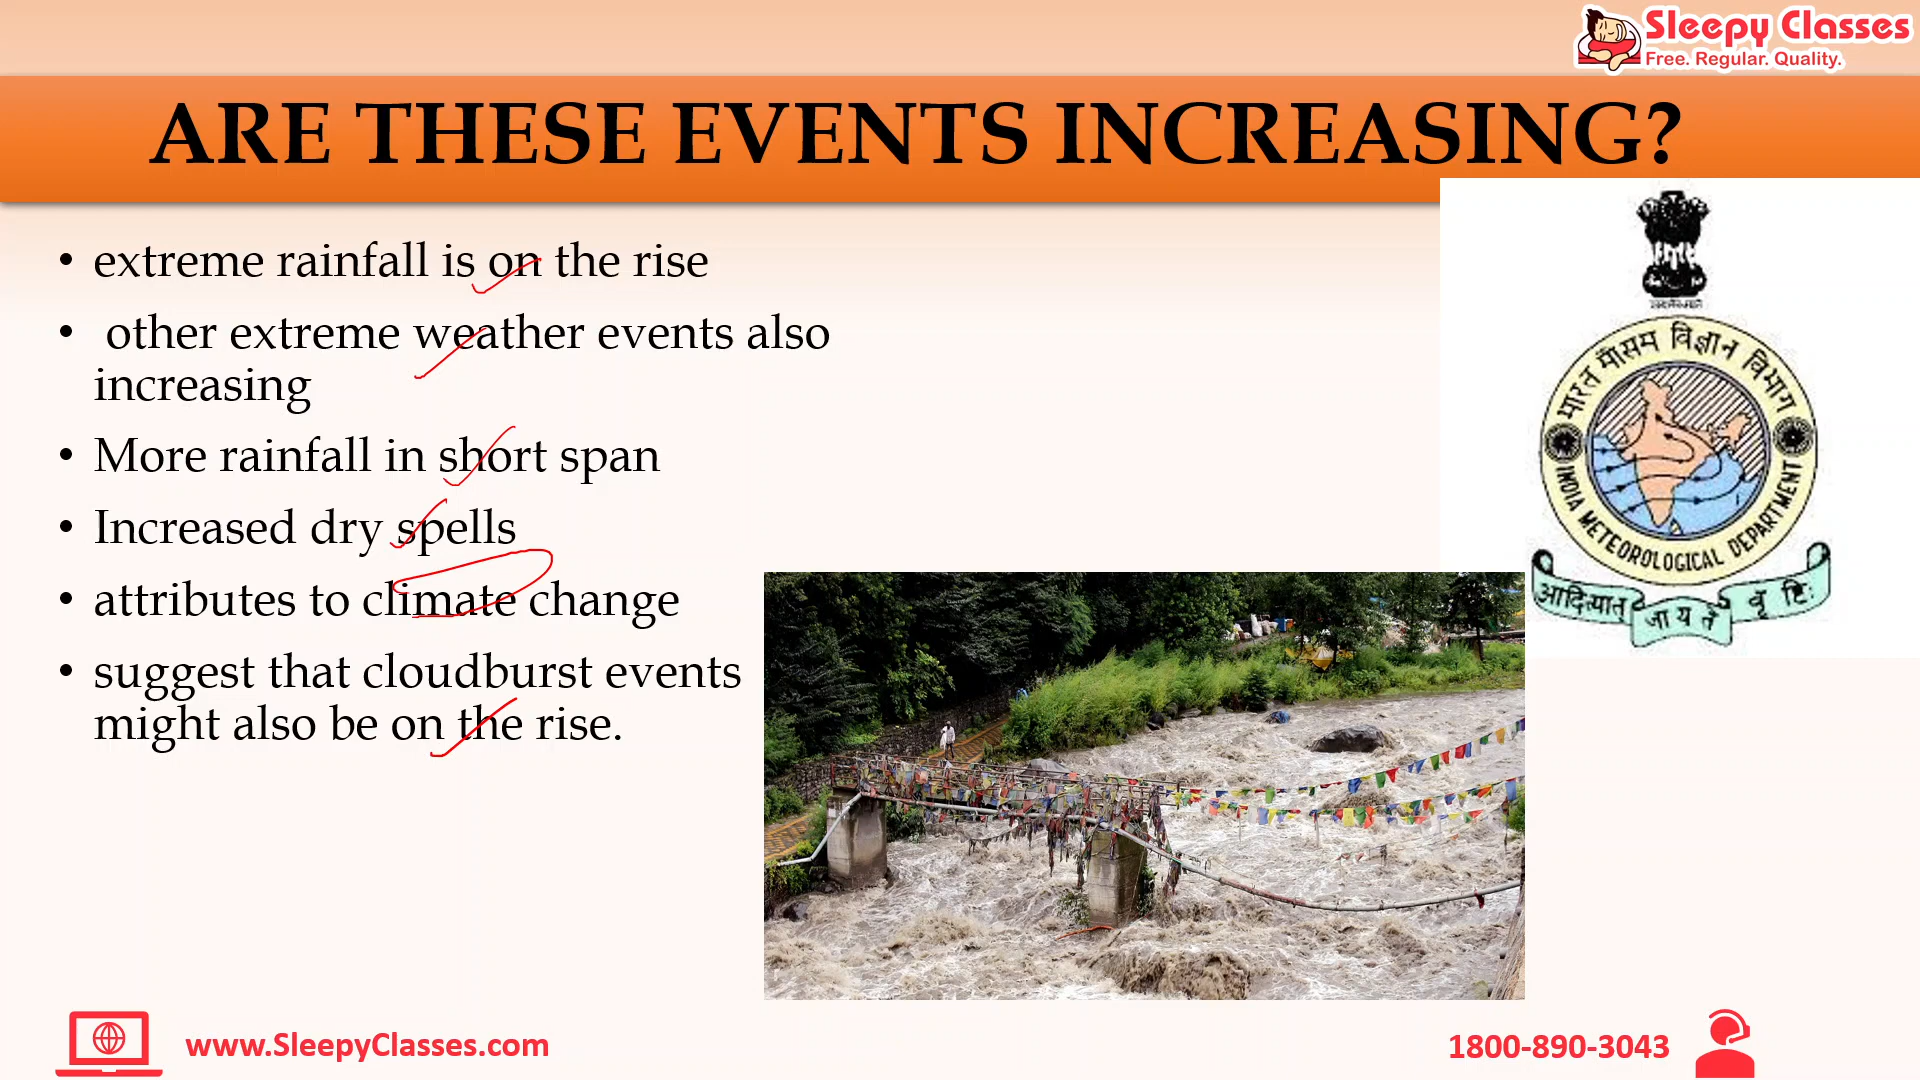 Sleepy Classes
Free. Regular. Quality.
ARE THESE EVENTS INCREASING?
• extreme rainfall is on the rise
• other extreme weather events also
increasing
• More rainfall in short span
• Increased dry spells
• attributes to climate change
• suggest that cloudburst events
might also be on the rise.
भारत मौसम विज्ञान विभाग
INDIA METEOROLOGICAL DEPARTMENT
आदित्यात् जायते वृष्टिः
www.SleepyClasses.com
1800-890-3043